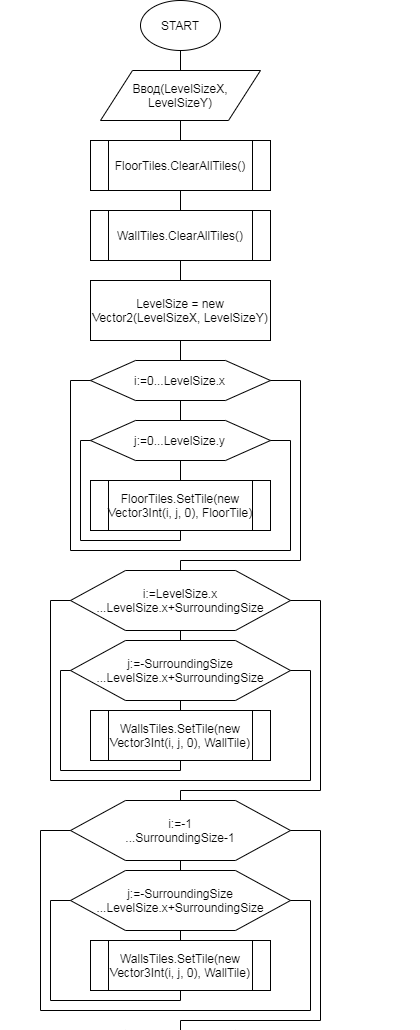 START
Ввод(LevelSizeX,
LevelSizeY)
FloorTiles.ClearAllTiles()
WallTiles.ClearAllTiles()
LevelSize = new
Vector2(LevelSizeX, LevelSizeY)
i:=0...LevelSize.x
j:=0...LevelSize.y
FloorTiles.SetTile(new
Vector3Int(i, j, 0), FloorTile)
i:=LevelSize.x
...LevelSize.x+SurroundingSize
j:=-SurroundingSize
...LevelSize.x+SurroundingSize
WallsTiles.SetTile(new
Vector3Int(i, j, 0), WallTile)
i:=-1
...SurroundingSize-1
j:=-SurroundingSize
...LevelSize.x+SurroundingSize
WallsTiles.SetTile(new
Vector3Int(i, j, 0), WallTile)